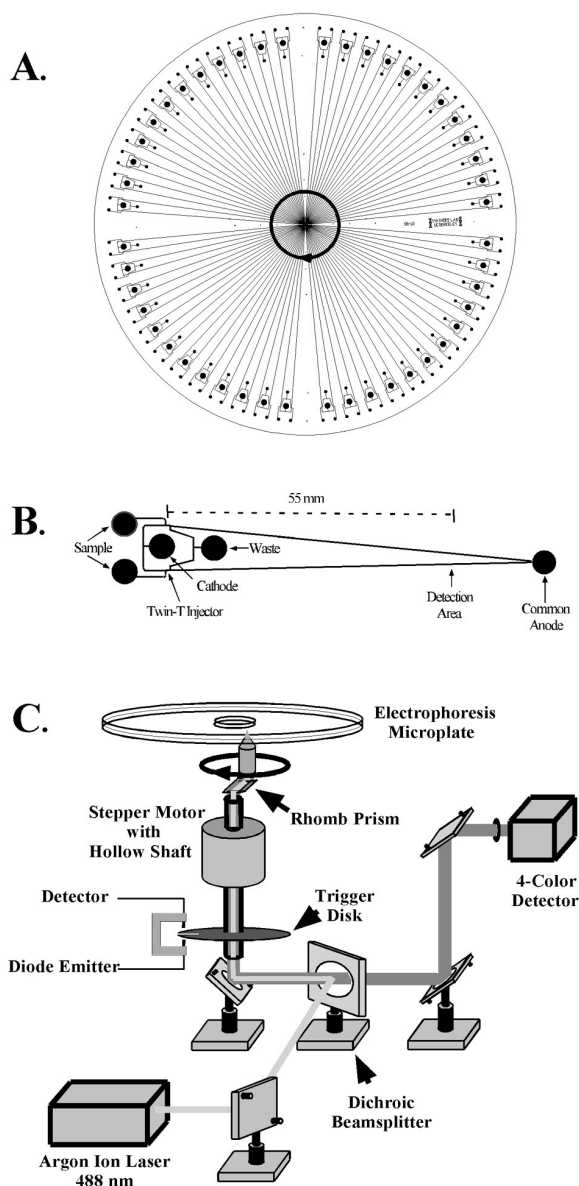 A.
B.
55 mm
Sample
Waste
Cathode
Twin-T Injector
Detection
Area
Common
Anode
C.
Electrophoresis
Microplate
Stepper Motor
with
Hollow Shaft
Rhomb Prism
4-Color
Detector
Detector
Trigger
Disk
Diode Emitter
Dichroic
Beamsplitter
Argon Ion Laser
488 nm